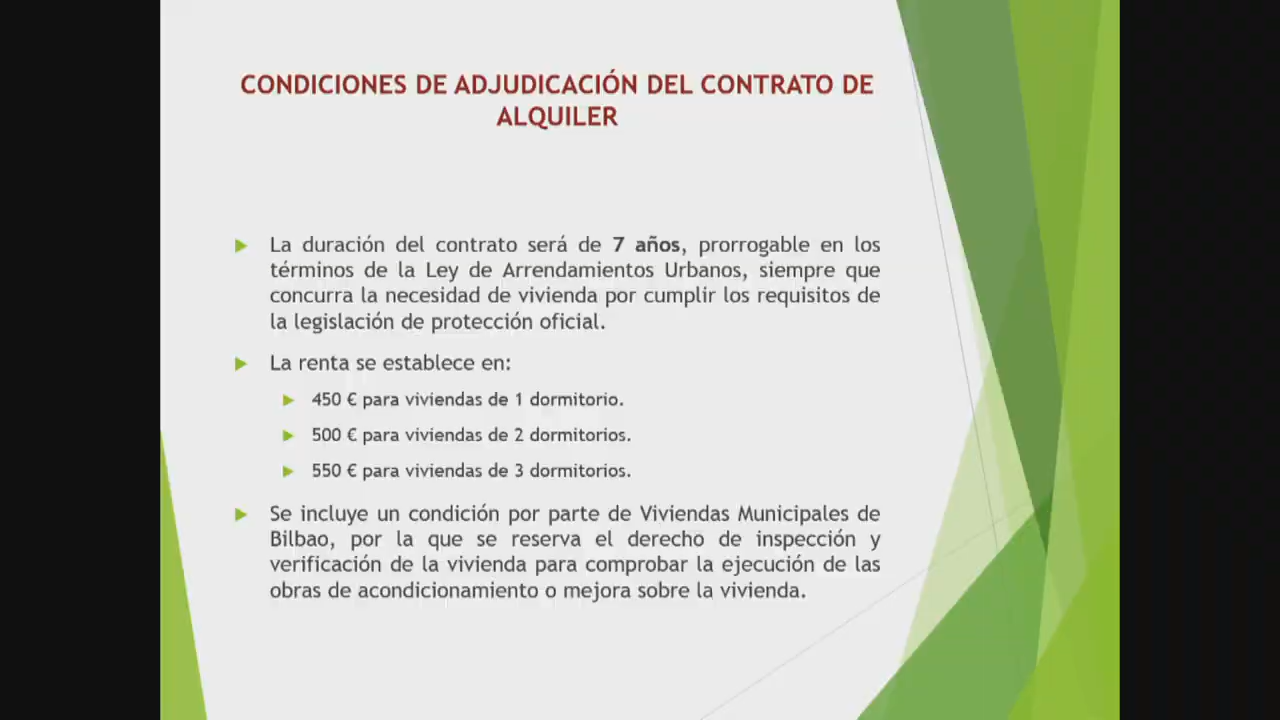 CONDICIONES DE ADJUDICACIÓN DEL CONTRATO DE
ALQUILER
La duración del contrato será de 7 años, prorrogable en los
términos de la Ley de Arrendamientos Urbanos, siempre que
concurra la necesidad de vivienda por cumplir los requisitos de
la legislación de protección oficial.
La renta se establece en:
450 € para viviendas de 1 dormitorio.
500 € para viviendas de 2 dormitorios.
550 € para viviendas de 3 dormitorios.
Se incluye un condición por parte de Viviendas Municipales de
Bilbao, por la que se reserva el derecho de inspección y
verificación de la vivienda para comprobar la ejecución de las
obras de acondicionamiento o mejora sobre la vivienda.